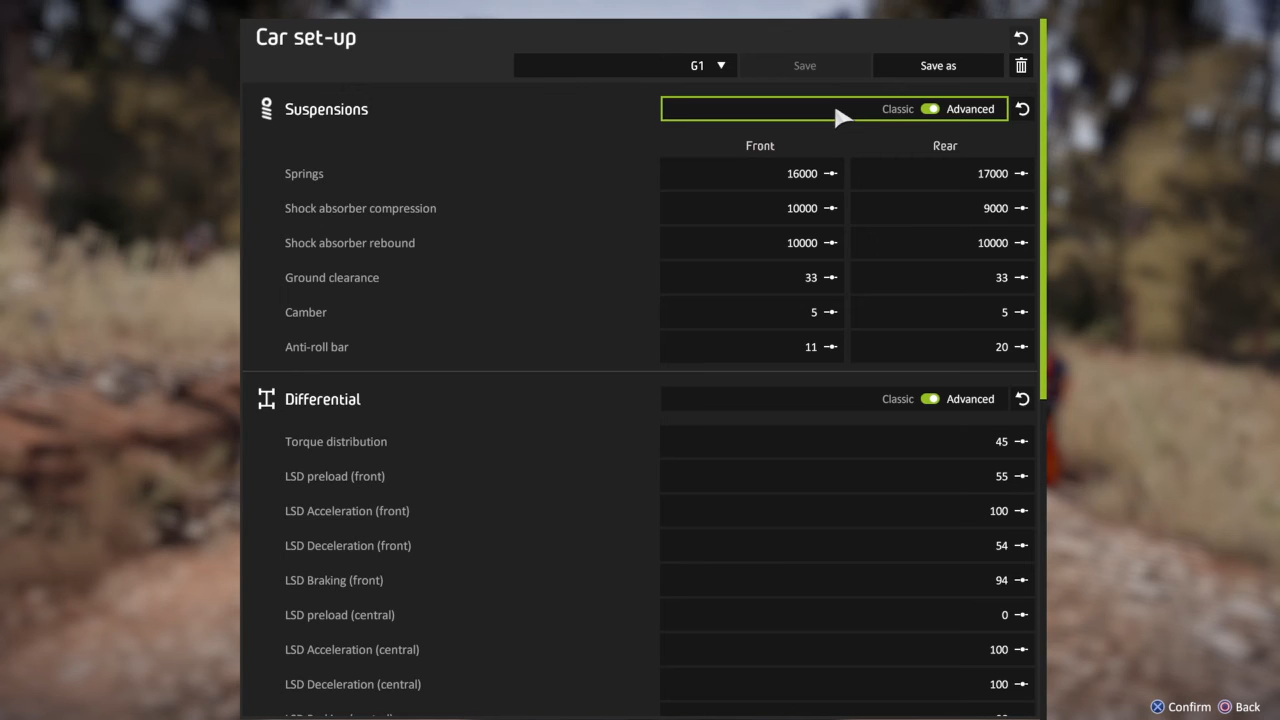 Car set-up
G1 Save Save as
Suspensions Classic Advanced
Front Rear
Springs 16000 17000
Shock absorber compression 10000 9000
Shock absorber rebound 10000 10000
Ground clearance 33 33
Camber 5 5
Anti-roll bar 11 20
Differential Classic Advanced
Torque distribution 45
LSD preload (front) 55
LSD Acceleration (front) 100
LSD Deceleration (front) 54
LSD Braking (front) 94
LSD preload (central) 0
LSD Acceleration (central) 100
LSD Deceleration (central) 100
Confirm Back